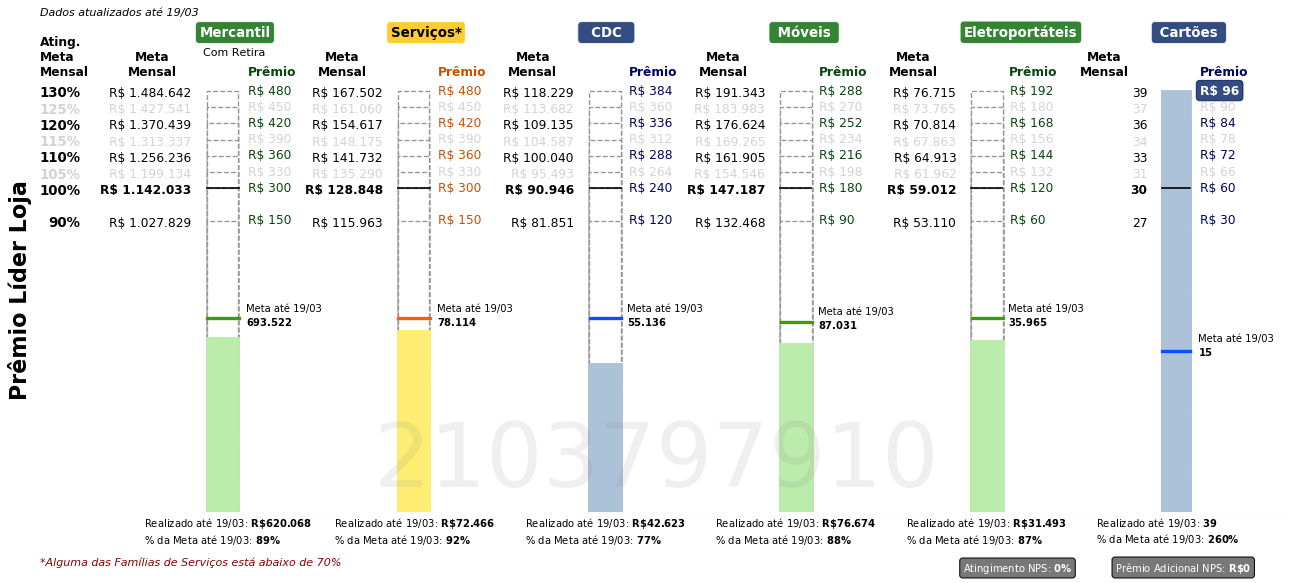 Dados atualizados até 19/03
Mercantil Serviços* CDC Móveis Eletroportáteis Cartões
Com Retira
Ating. Meta Mensal
Meta Mensal Prêmio Meta Mensal Prêmio Meta Mensal Prêmio Meta Mensal Prêmio Meta Mensal Prêmio Meta Mensal Prêmio
130% R$ 1.484.642 R$ 480 R$ 167.502 R$ 480 R$ 118.229 R$ 384 R$ 191.343 R$ 288 R$ 76.715 R$ 192 39 R$ 96
125% R$ 1.427.541 R$ 450 R$ 161.060 R$ 450 R$ 113.682 R$ 360 R$ 183.983 R$ 270 R$ 73.765 R$ 180 37 R$ 90
120% R$ 1.370.439 R$ 420 R$ 154.617 R$ 420 R$ 109.135 R$ 336 R$ 176.624 R$ 252 R$ 70.814 R$ 168 36 R$ 84
115% R$ 1.313.337 R$ 390 R$ 148.175 R$ 390 R$ 104.587 R$ 312 R$ 169.265 R$ 234 R$ 67.863 R$ 156 34 R$ 78
110% R$ 1.256.236 R$ 360 R$ 141.732 R$ 360 R$ 100.040 R$ 288 R$ 161.905 R$ 216 R$ 64.913 R$ 144 33 R$ 72
105% R$ 1.199.134 R$ 330 R$ 135.290 R$ 330 R$ 95.493 R$ 264 R$ 154.546 R$ 198 R$ 61.962 R$ 132 31 R$ 66
100% R$ 1.142.033 R$ 300 R$ 128.848 R$ 300 R$ 90.946 R$ 240 R$ 147.187 R$ 180 R$ 59.012 R$ 120 30 R$ 60
90% R$ 1.027.829 R$ 150 R$ 115.963 R$ 150 R$ 81.851 R$ 120 R$ 132.468 R$ 90 R$ 53.110 R$ 60 27 R$ 30
Prêmio Líder Loja
Meta até 19/03 Meta até 19/03 Meta até 19/03 Meta até 19/03 Meta até 19/03
693.522 78.114 55.136 87.031 35.965
Meta até 19/03
15
2103797910
Realizado até 19/03: R$620.068 Realizado até 19/03: R$72.466 Realizado até 19/03: R$42.623 Realizado até 19/03: R$76.674 Realizado até 19/03: R$31.493 Realizado até 19/03: 39
% da Meta até 19/03: 89% % da Meta até 19/03: 92% % da Meta até 19/03: 77% % da Meta até 19/03: 88% % da Meta até 19/03: 87% % da Meta até 19/03: 260%
*Alguma das Famílias de Serviços está abaixo de 70%
Atingimento NPS: 0% Prêmio Adicional NPS: R$0